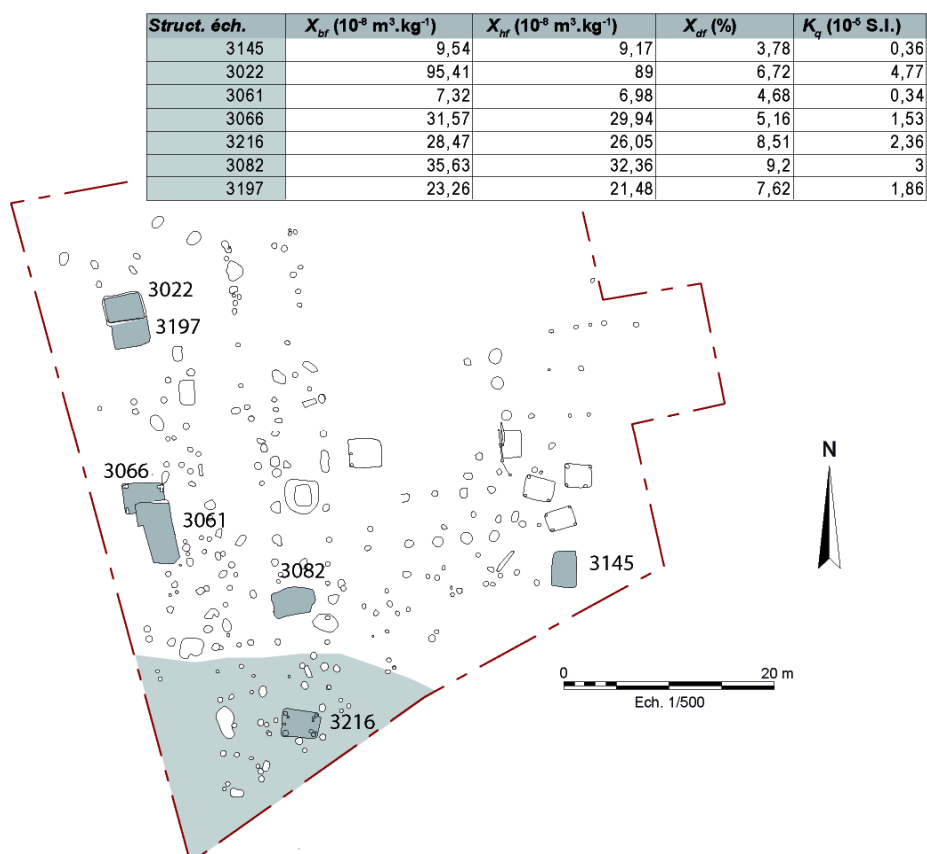 Struct. éch. X_bf (10⁻⁸ m³.kg⁻¹) X_hf (10⁻⁸ m³.kg⁻¹) X_df (%) K_q (10⁻⁵ S.I.)
3145 9,54 9,17 3,78 0,36
3022 95,41 89 6,72 4,77
3061 7,32 6,98 4,68 0,34
3066 31,57 29,94 5,16 1,53
3216 28,47 26,05 8,51 2,36
3082 35,63 32,36 9,2 3
3197 23,26 21,48 7,62 1,86
3022
3197
N
3066
3061
3082
3145
0 20 m
Ech. 1/500
3216